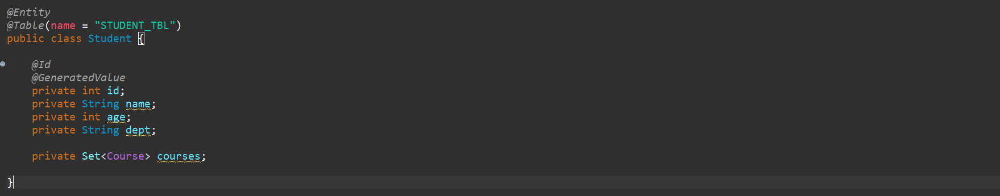 @Entity
@Table(name = "STUDENT_TBL")
public class Student {
@Id
@GeneratedValue
private int id;
private String name;
private int age;
private String dept;
private Set<Course> courses;
}